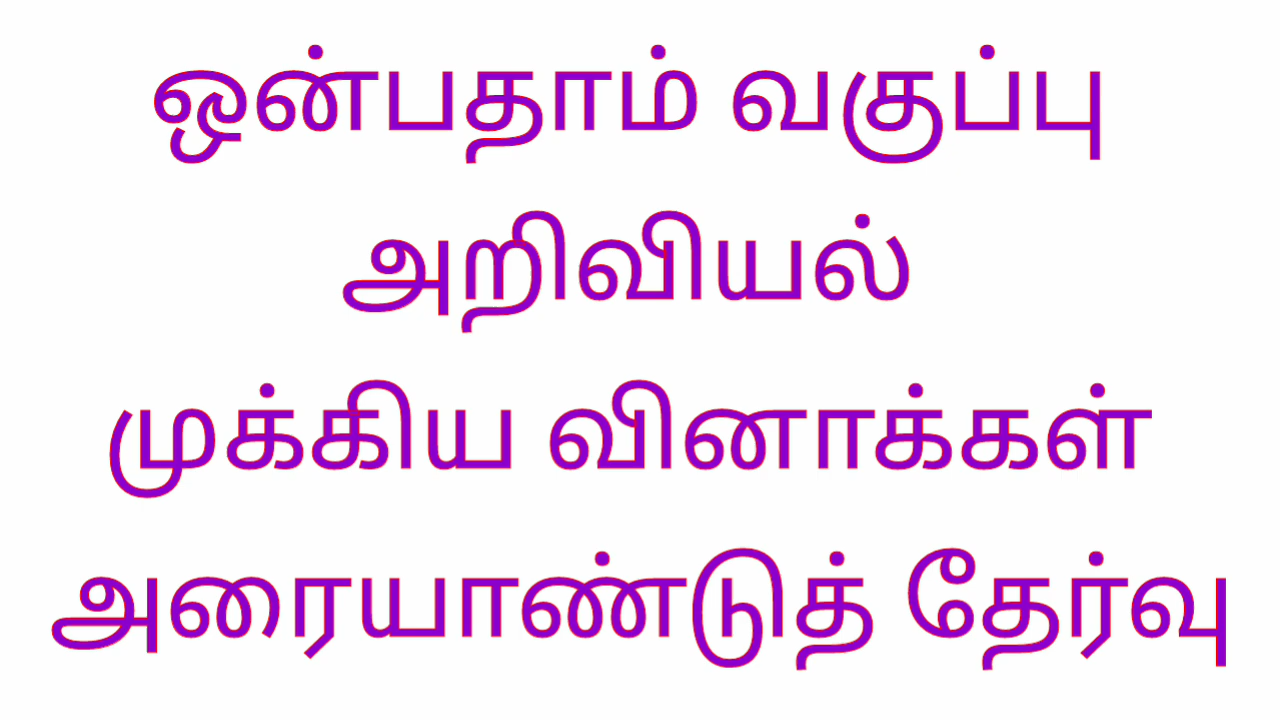 ஒன்பதாம் வகுப்பு
அறிவியல்
முக்கிய வினாக்கள்
அரையாண்டுத் தேர்வு